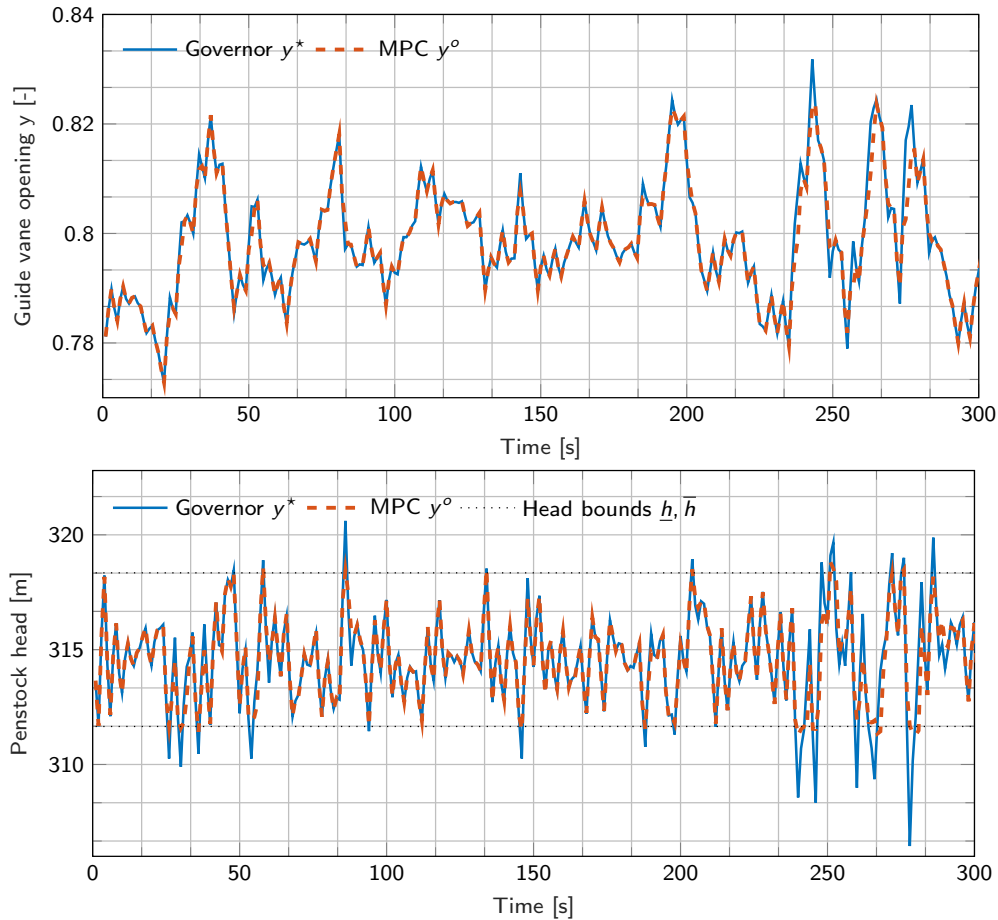 0.84
Governor y⋆ MPC yᵒ
0.82
0.8
0.78
Guide vane opening y [-]
0 50 100 150 200 250 300
Time [s]
Governor y⋆ MPC yᵒ Head bounds h̲, h̅
320
315
310
Penstock head [m]
0 50 100 150 200 250 300
Time [s]